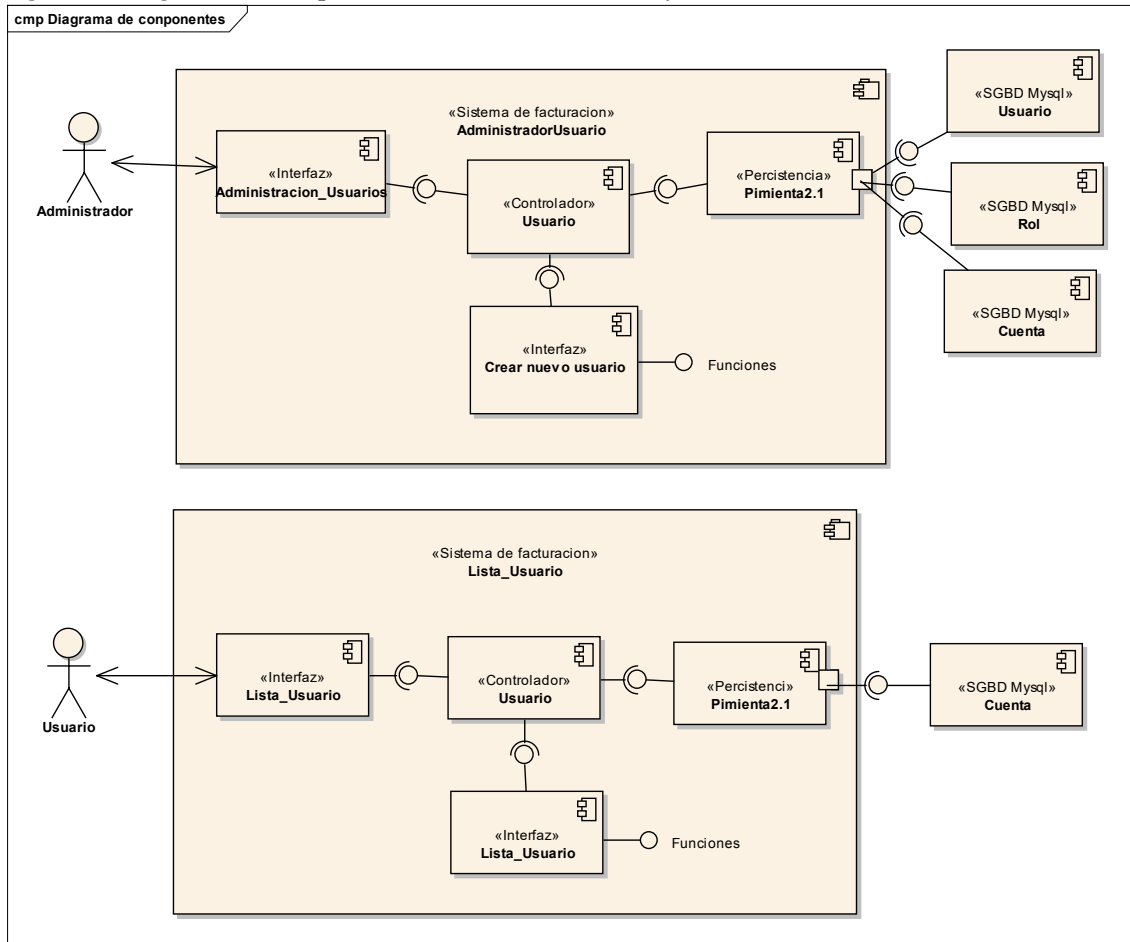 cmp Diagrama de conponentes
Administrador
«Sistema de facturacion»
AdministradorUsuario
«Interfaz»
Administracion_Usuarios
«Controlador»
Usuario
«Percistencia»
Pimienta2.1
«Interfaz»
Crear nuevo usuario
Funciones
«SGBD Mysql»
Usuario
«SGBD Mysql»
Rol
«SGBD Mysql»
Cuenta
Usuario
«Sistema de facturacion»
Lista_Usuario
«Interfaz»
Lista_Usuario
«Controlador»
Usuario
«Percistenci»
Pimienta2.1
«Interfaz»
Lista_Usuario
Funciones
«SGBD Mysql»
Cuenta